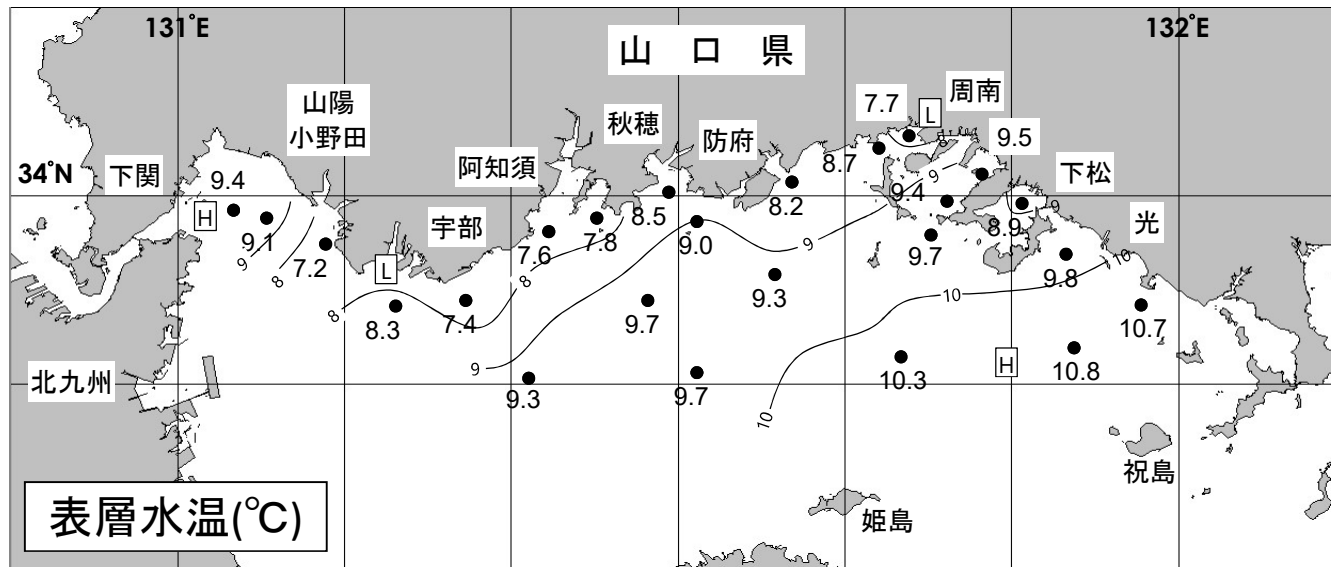 131°E
132°E
山 口 県
7.7
周南
L
山陽
小野田
秋穂
防府
8
9.5
34°N
下関
9.4
阿知須
8.7
9
9.4
下松
H
宇部
8.5
8.2
9
8.9
光
9.1
7.2
7.6
7.8
9.0
9
9.7
9.8
10
9
8
L
8
9.3
8
8.3
7.4
9.7
10
10.7
9
北九州
9.3
9.7
10.3
H
10.8
10
祝島
表層水温(℃)
姫島